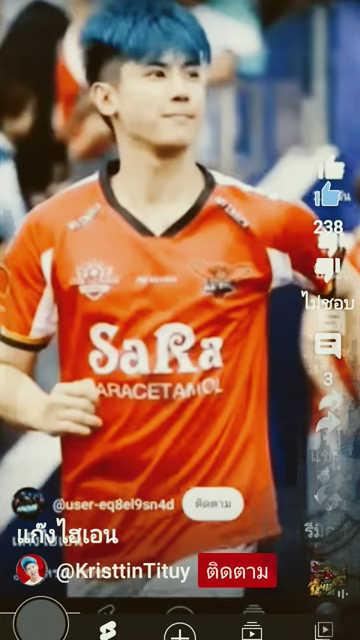 SaRa
PARACETAMOL
238
ไม่ชอบ
3
@user-eq8el9sn4d
ติดตาม
แก๊งไฮเอน
@KristtinTituy
ติดตาม